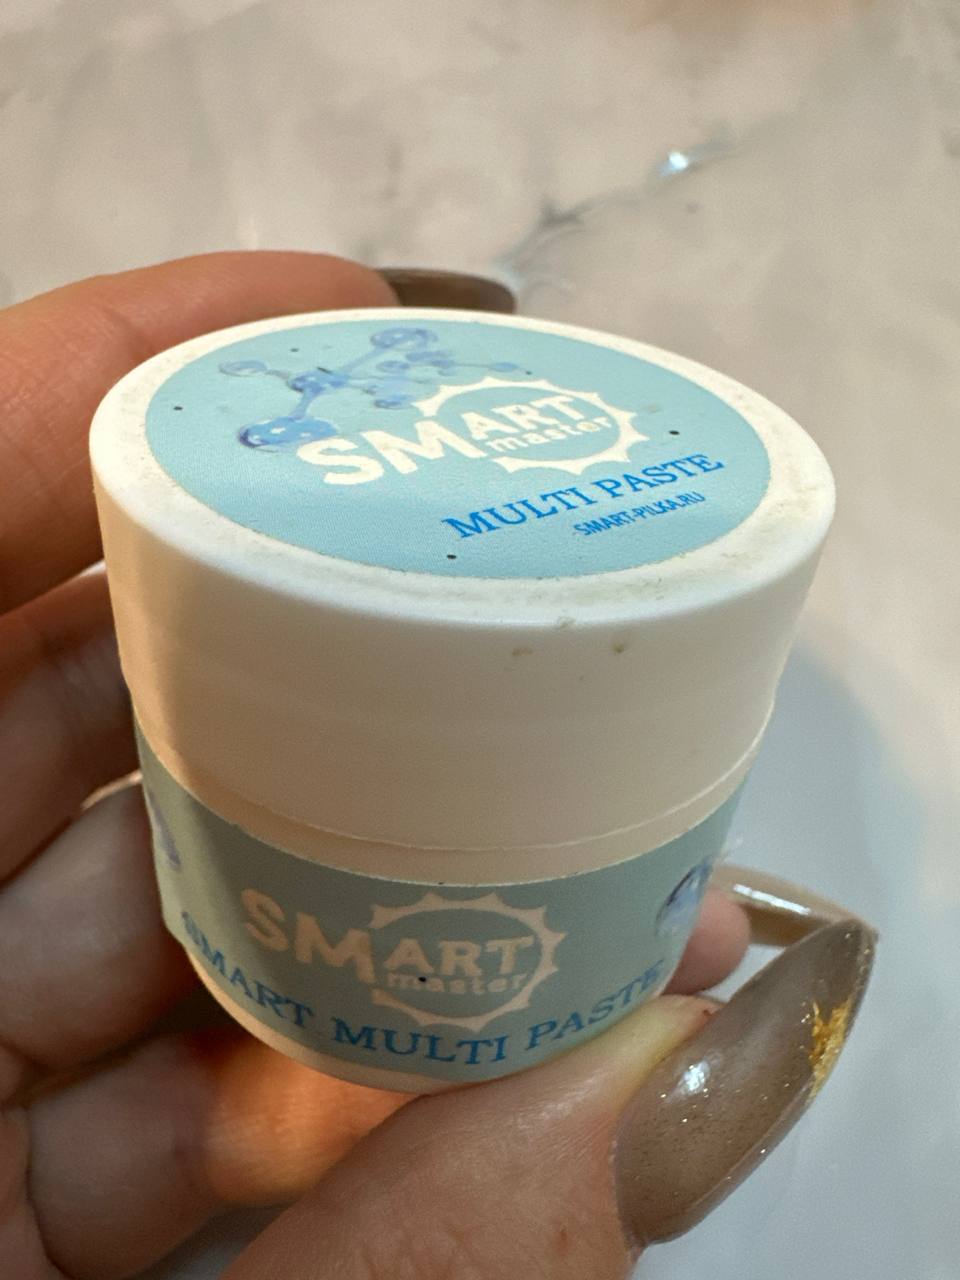 SMART
master
MULTI PASTE
SMART-PILKA.RU
SMART
master
SMART MULTI PASTE